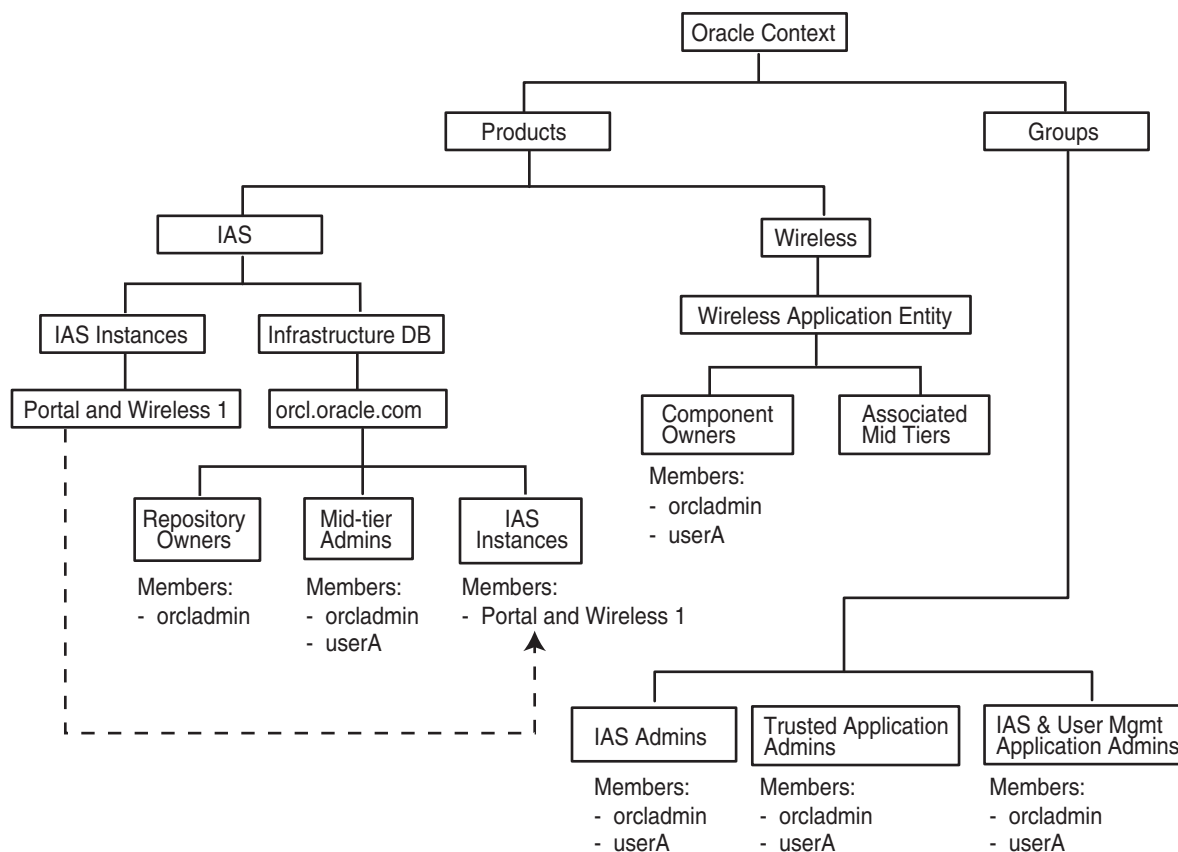 Oracle Context
Products
Groups
IAS
Wireless
IAS Instances
Infrastructure DB
Wireless Application Entity
Portal and Wireless 1
orcl.oracle.com
Component
Owners
Associated
Mid Tiers
Members:
- orcladmin
- userA
Repository
Owners
Mid-tier
Admins
IAS
Instances
Members:
- orcladmin
Members:
- orcladmin
- userA
Members:
- Portal and Wireless 1
IAS Admins
Trusted Application
Admins
IAS & User Mgmt
Application Admins
Members:
- orcladmin
- userA
Members:
- orcladmin
- userA
Members:
- orcladmin
- userA